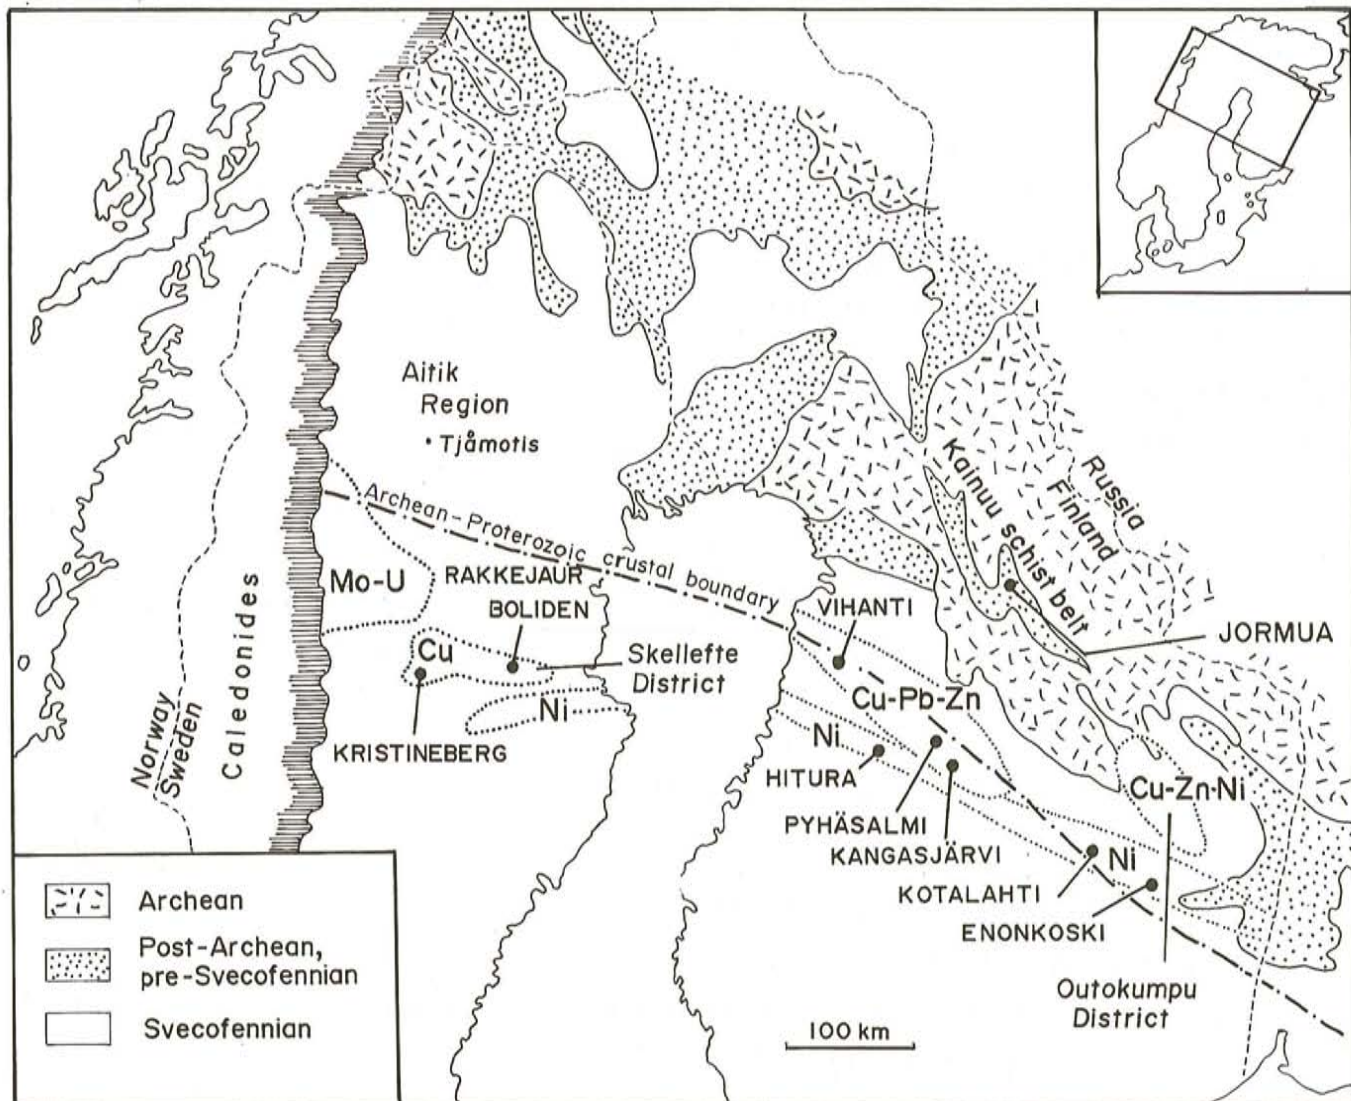 Aitik
Region
Tjåmotis
Archean-Proterozoic crustal boundary
Kainuu schist belt
Russia
Finland
Mo-U
RAKKEJAUR
BOLIDEN
VIHANTI
JORMUA
Cu
Skellefte
District
Ni
KRISTINEBERG
Norway
Sweden
Caledonides
Cu-Pb-Zn
Ni
HITURA
PYHÄSALMI
KANGASJÄRVI
Cu-Zn-Ni
KOTALAHTI
Ni
ENONKOSKI
Outokumpu
District
100 km
Archean
Post-Archean,
pre-Svecofennian
Svecofennian